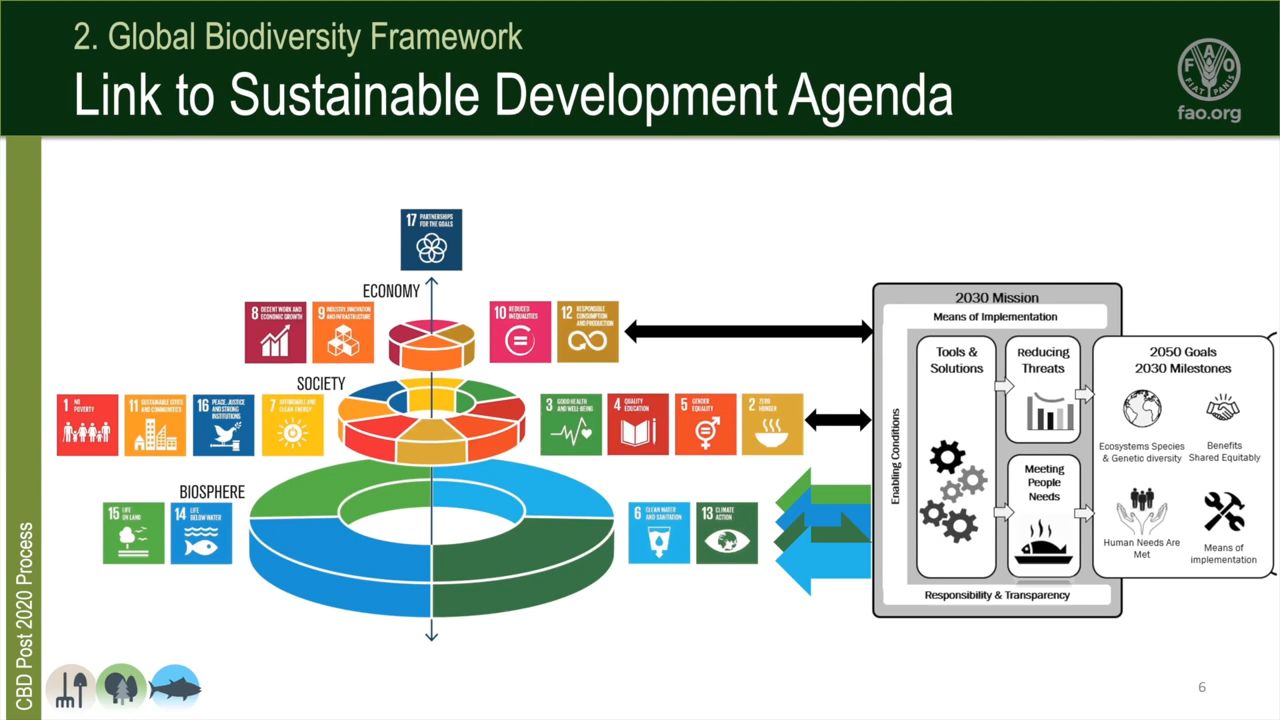 2. Global Biodiversity Framework
Link to Sustainable Development Agenda
FAO
FIAT PANIS
fao.org
17 PARTNERSHIPS
FOR THE GOALS
ECONOMY
8 DECENT WORK AND
ECONOMIC GROWTH
9 INDUSTRY, INNOVATION
AND INFRASTRUCTURE
10 REDUCED
INEQUALITIES
12 RESPONSIBLE
CONSUMPTION
AND PRODUCTION
SOCIETY
1 NO
POVERTY
11 SUSTAINABLE CITIES
AND COMMUNITIES
16 PEACE, JUSTICE
AND STRONG
INSTITUTIONS
7 AFFORDABLE AND
CLEAN ENERGY
3 GOOD HEALTH
AND WELL-BEING
4 QUALITY
EDUCATION
5 GENDER
EQUALITY
2 ZERO
HUNGER
BIOSPHERE
15 LIFE
ON LAND
14 LIFE
BELOW WATER
6 CLEAN WATER
AND SANITATION
13 CLIMATE
ACTION
2030 Mission
Means of Implementation
Enabling Conditions
Tools &
Solutions
Reducing
Threats
Meeting
People
Needs
2050 Goals
2030 Milestones
Ecosystems Species
& Genetic diversity
Benefits
Shared Equitably
Human Needs Are
Met
Means of
implementation
Responsibility & Transparency
CBD Post 2020 Process
6